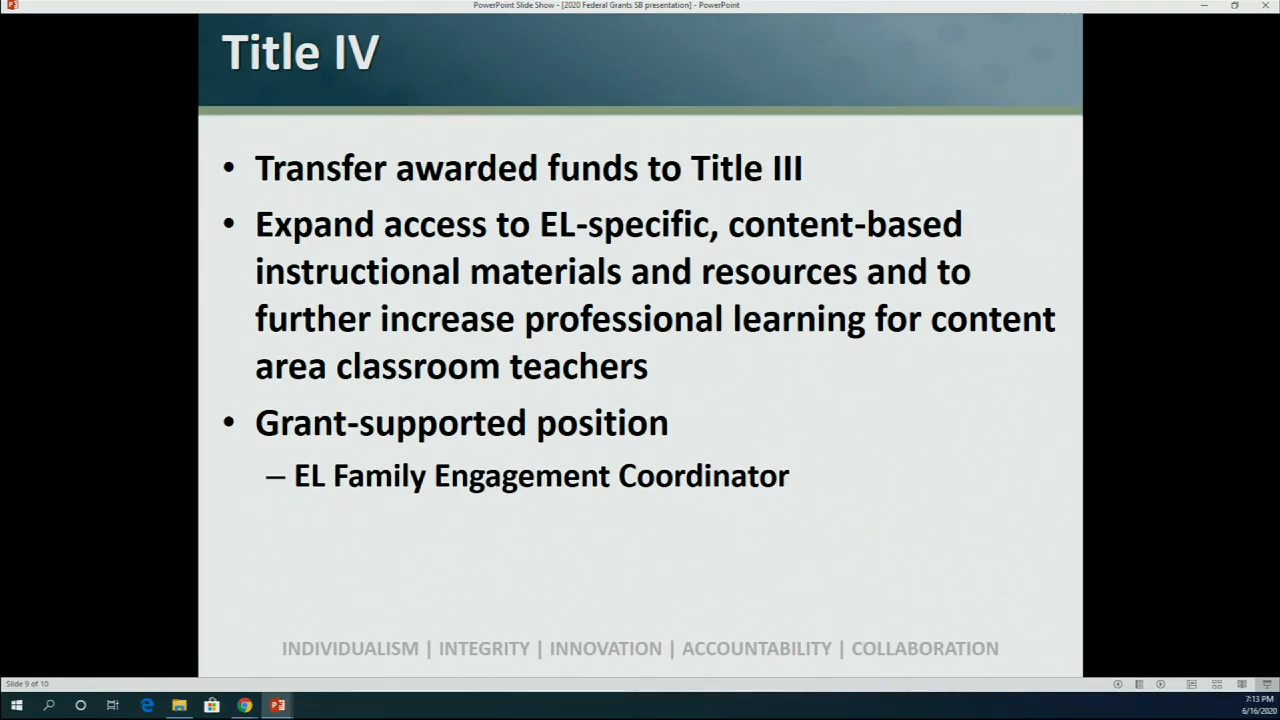 PowerPoint Slide Show - [2020 Federal Grants SB presentation] - PowerPoint
Title IV
• Transfer awarded funds to Title III
• Expand access to EL-specific, content-based
instructional materials and resources and to
further increase professional learning for content
area classroom teachers
• Grant-supported position
– EL Family Engagement Coordinator
INDIVIDUALISM | INTEGRITY | INNOVATION | ACCOUNTABILITY | COLLABORATION
Slide 9 of 10
7:13 PM
6/16/2020